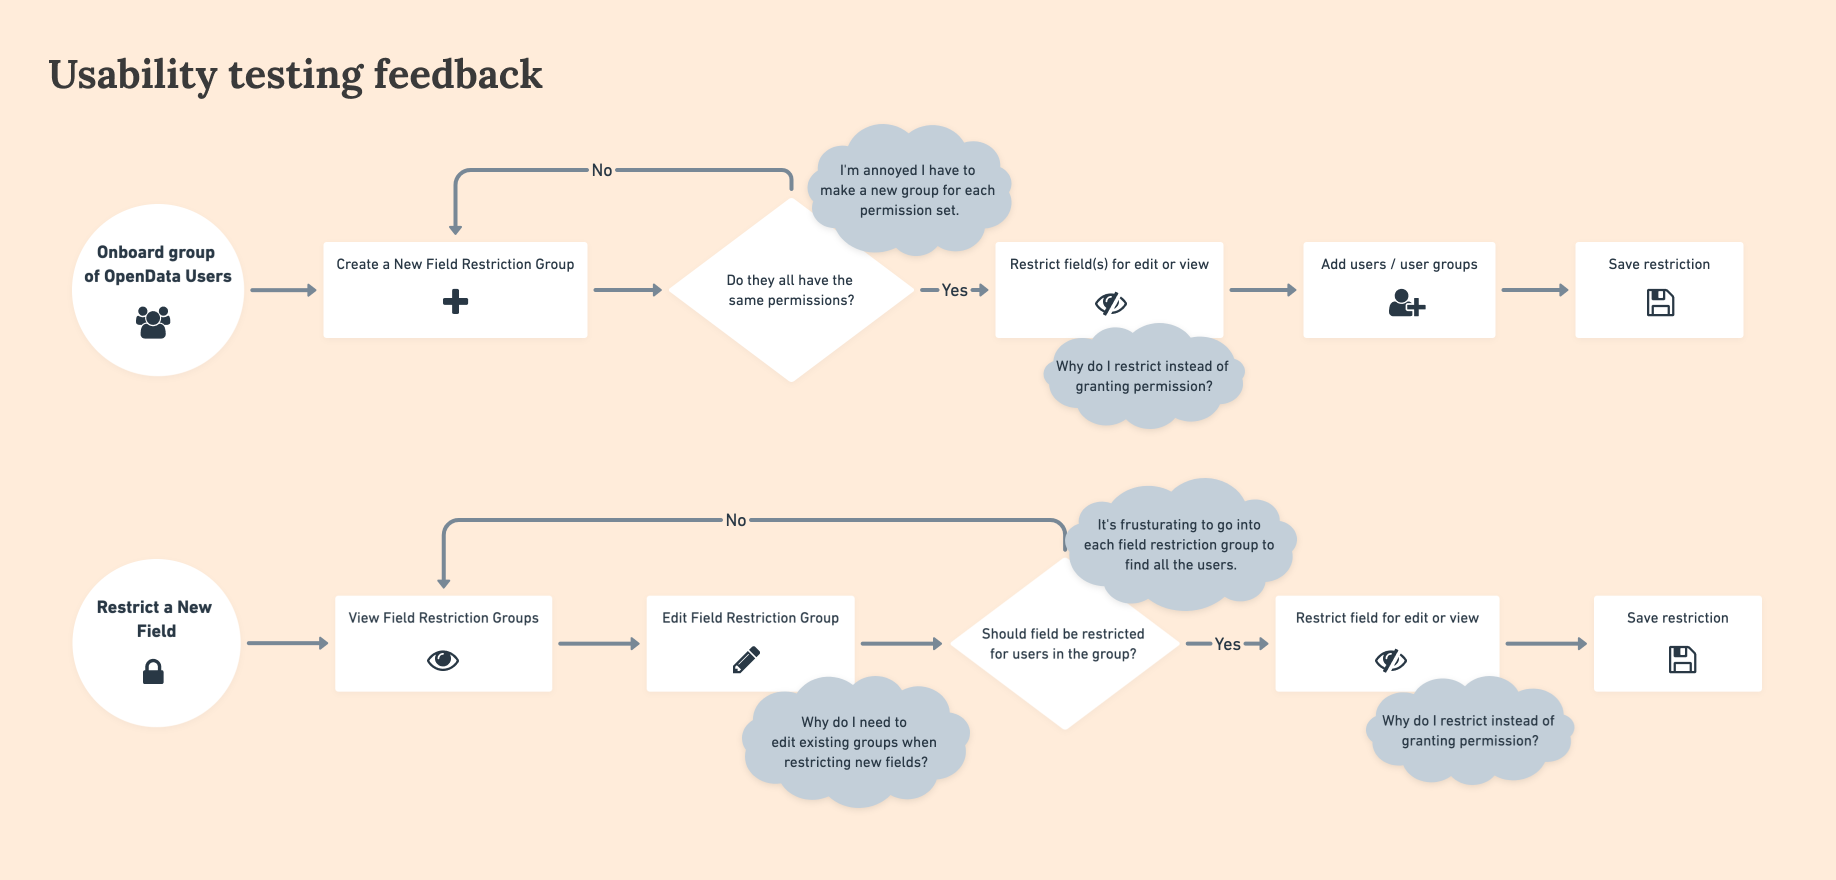 Usability testing feedback
No
I'm annoyed I have to
make a new group for each
permission set.
Onboard group
of OpenData Users
Create a New Field Restriction Group
Do they all have the
same permissions?
Yes
Restrict field(s) for edit or view
Add users / user groups
Save restriction
Why do I restrict instead of
granting permission?
No
It's frusturating to go into
each field restriction group to
find all the users.
Restrict a New
Field
View Field Restriction Groups
Edit Field Restriction Group
Should field be restricted
for users in the group?
Yes
Restrict field for edit or view
Save restriction
Why do I need to
edit existing groups when
restricting new fields?
Why do I restrict instead of
granting permission?